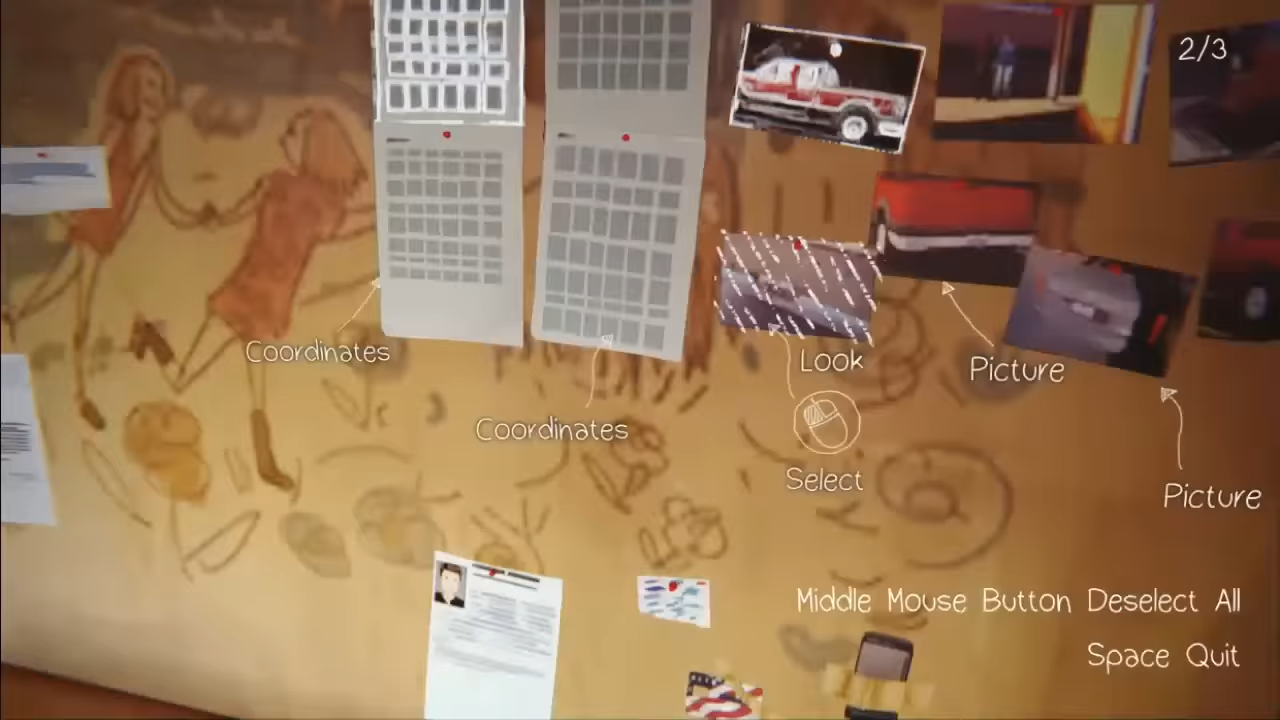 2/3
Coordinates
Look
Picture
Coordinates
Select
Picture
Middle Mouse Button Deselect All
Space Quit